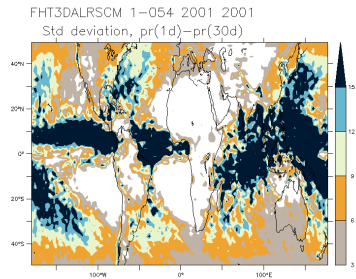 FHT3DALRSCM 1-054 2001 2001
Std deviation, pr(1d)-pr(30d)
40°N
20°N
0°
20°S
40°S
100°W
0°
100°E
15
12
9
6
3